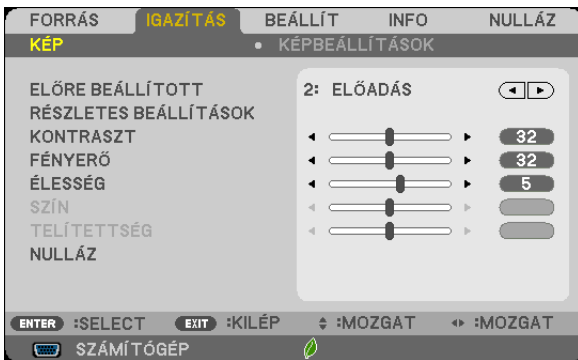 FORRÁS IGAZÍTÁS BEÁLLÍT INFO NULLÁZ
KÉP • KÉPBEÁLLÍTÁSOK
ELŐRE BEÁLLÍTOTT 2: ELŐADÁS
RÉSZLETES BEÁLLÍTÁSOK
KONTRASZT 32
FÉNYERŐ 32
ÉLESSÉG 5
SZÍN
TELÍTETTSÉG
NULLÁZ
ENTER :SELECT EXIT :KILÉP :MOZGAT :MOZGAT
SZÁMÍTÓGÉP